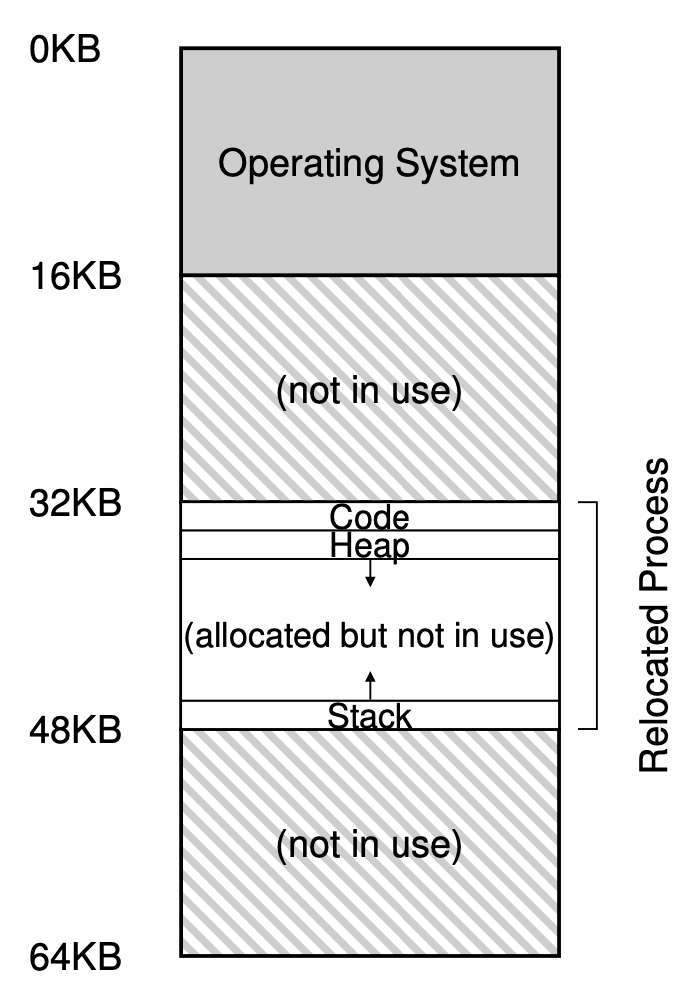 0KB
Operating System
16KB
(not in use)
32KB
Code
Heap
(allocated but not in use)
Stack
48KB
Relocated Process
(not in use)
64KB